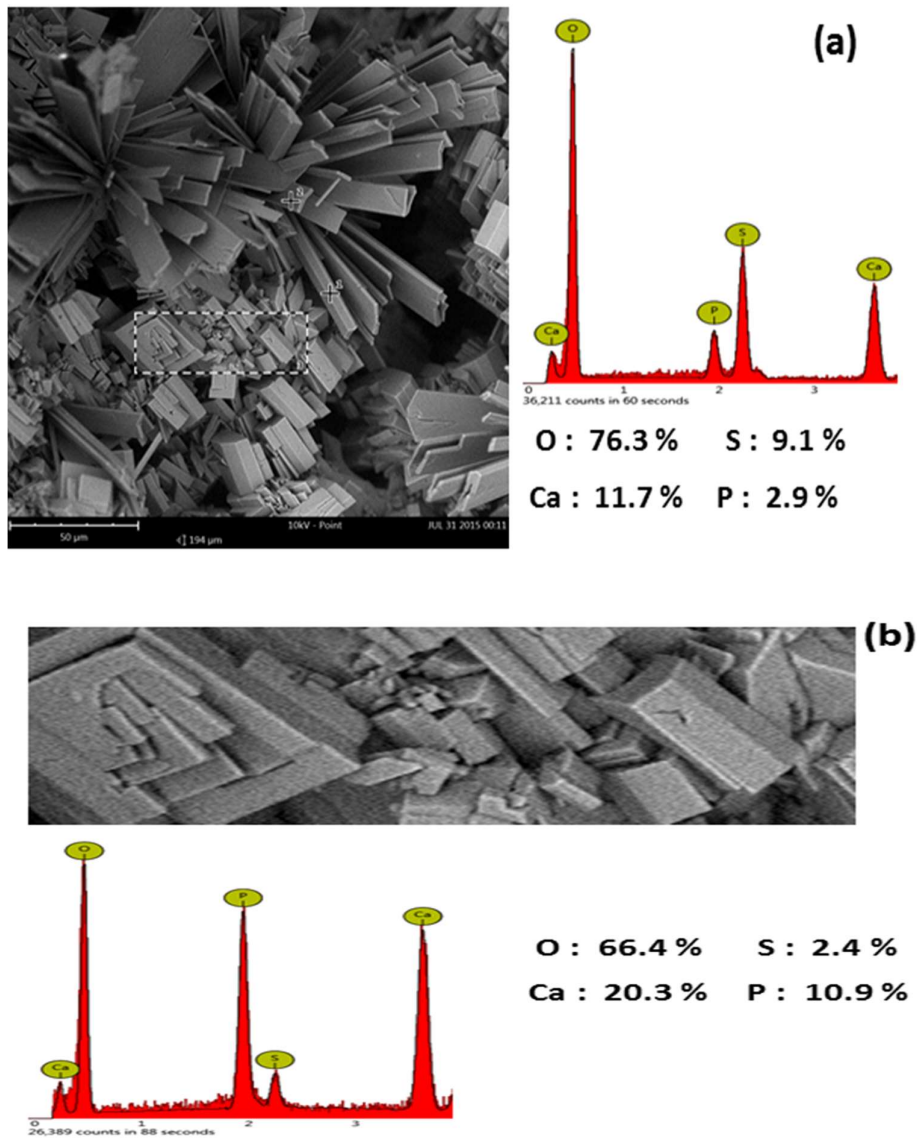 (a)
O
S
Ca
P
Ca
2
1
0 1 2 3
36,211 counts in 60 seconds
O : 76.3 % S : 9.1 %
Ca : 11.7 % P : 2.9 %
50 µm
194 µm
10kV - Point
JUL 31 2015 00:11
(b)
O
P
Ca
S
Ca
0 1 2 3
26,389 counts in 88 seconds
O : 66.4 % S : 2.4 %
Ca : 20.3 % P : 10.9 %